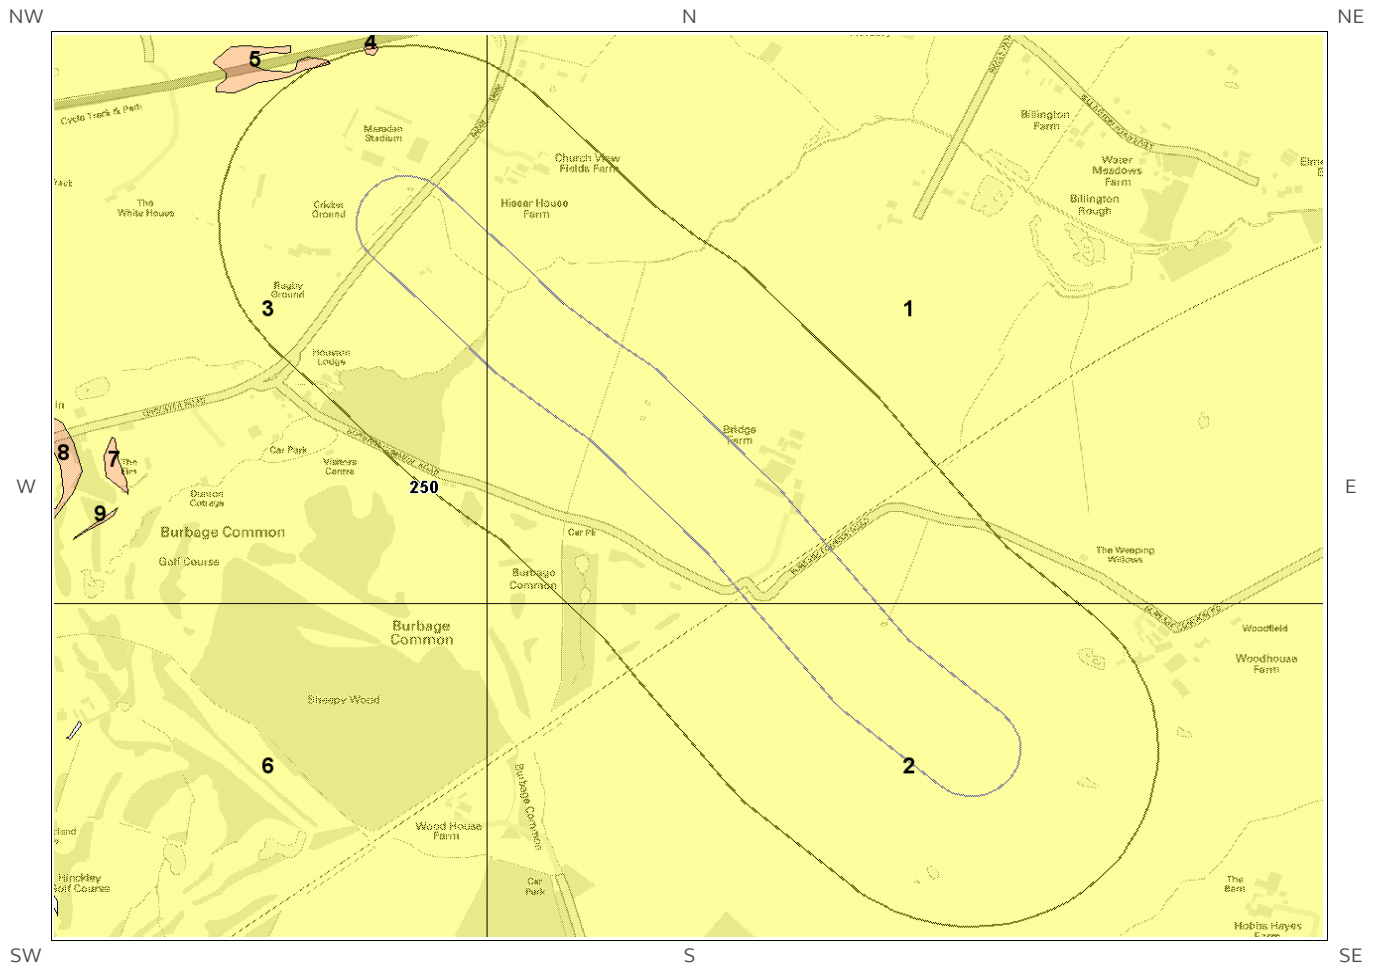 NW
N
NE
4
5
Cycle Track & Path
Marsden
Stadium
Church View
Fields Farm
Billington
Farm
Water
Meadows
Farm
Elme
The
White House
Cricket
Ground
Hissar House
Farm
Billington
Rough
Rugby
Ground
3
1
Houston
Lodge
Bridge
Farm
8
7
The
Firs
Car Park
Visitors
Centre
W
250
E
Dunton
Cottage
9
Burbage Common
Golf Course
Car Pk
The Weeping
Willows
Burbage
Common
Burbage
Common
Woodfield
Woodhouse
Farm
Sheepy Wood
6
2
Burbage Common
Wood House
Farm
Hinckley
Golf Course
Car
Park
The
Barn
Hobbs Hayes
Farm
SW
S
SE